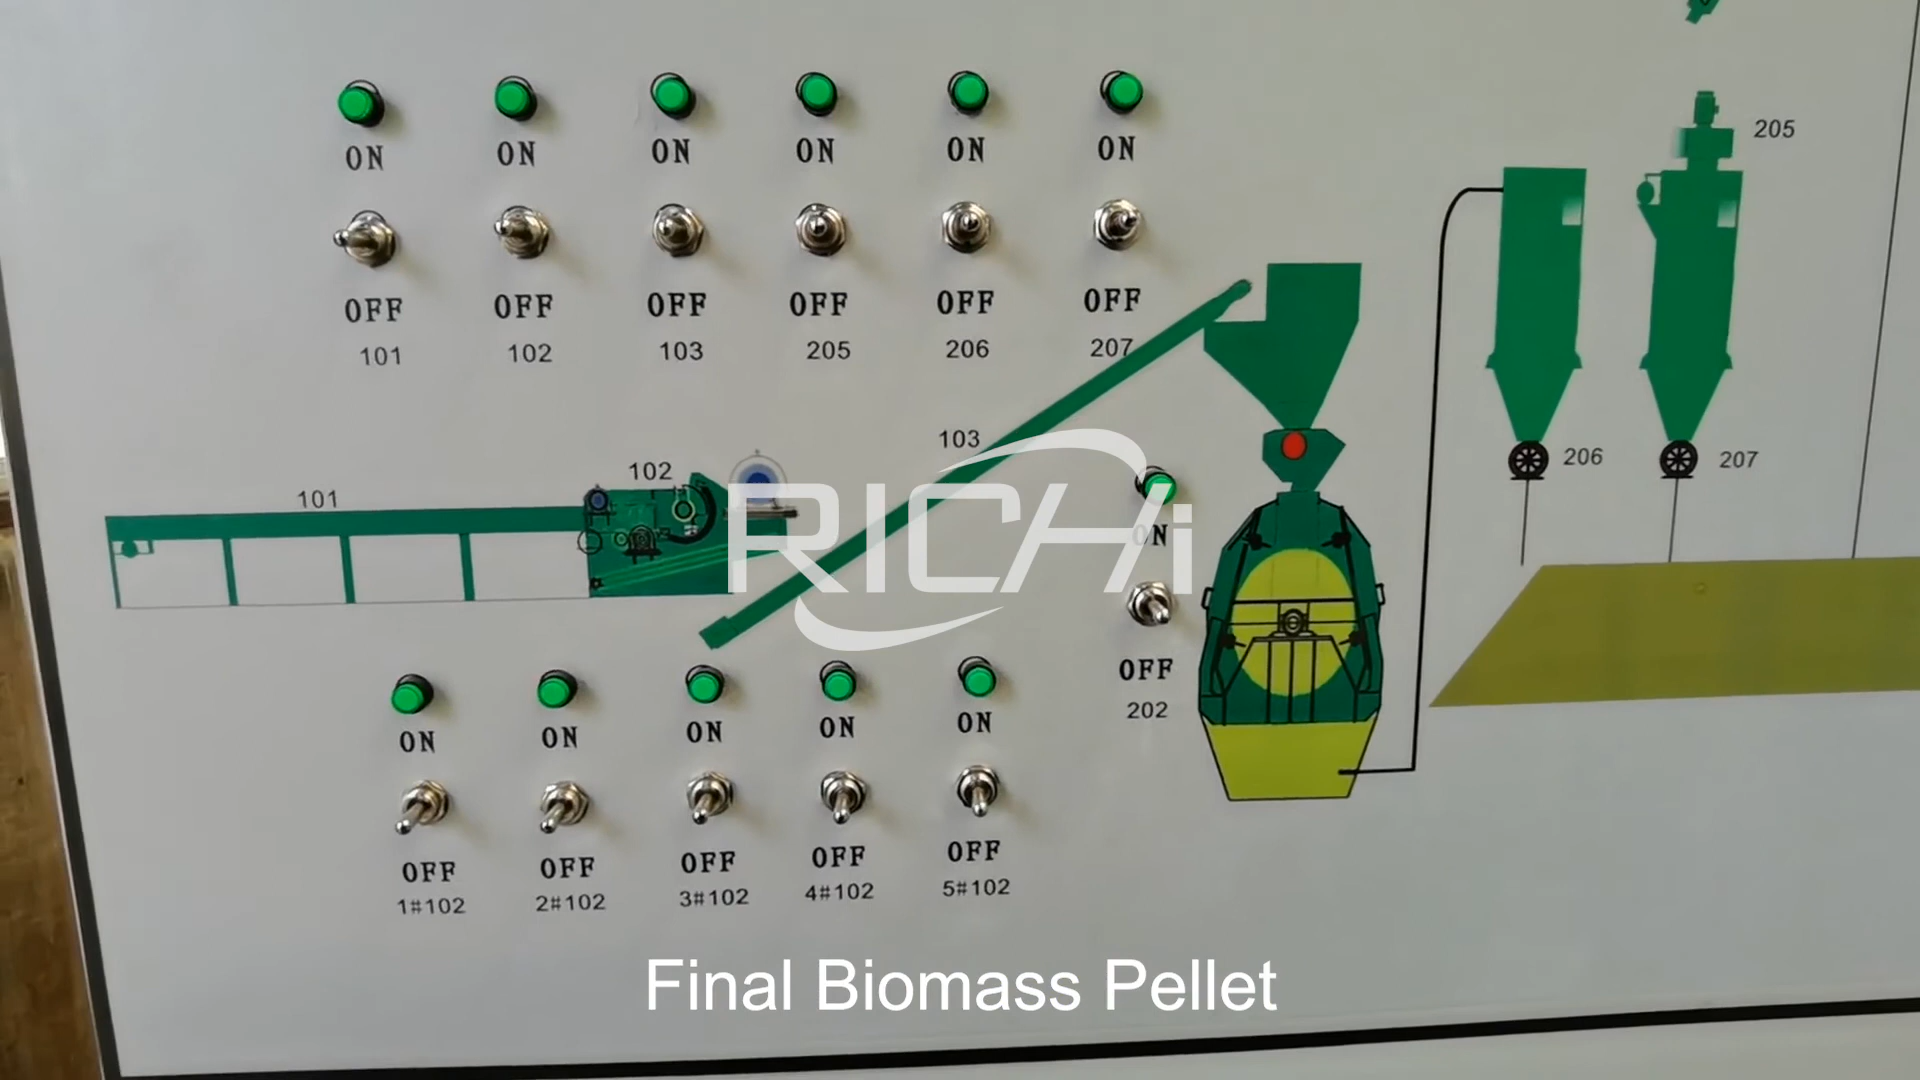 ON ON ON ON ON ON
205
OFF OFF OFF OFF OFF OFF
101 102 103 205 206 207
103
206 207
102
101
ON
OFF
202
RICHi
ON ON ON ON ON
OFF OFF OFF OFF OFF
1#102 2#102 3#102 4#102 5#102
Final Biomass Pellet